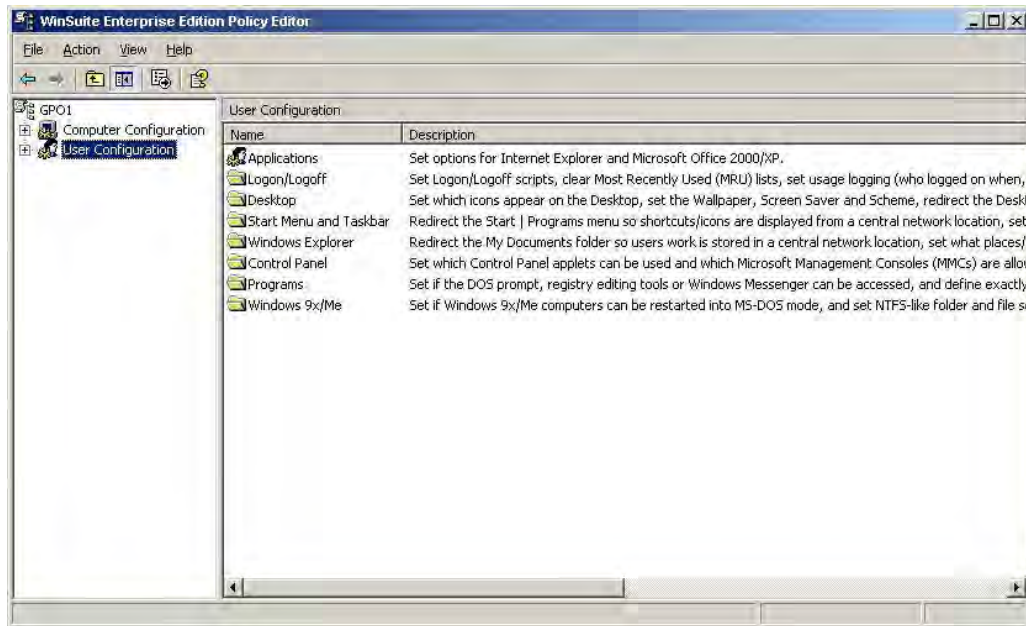 WinSuite Enterprise Edition Policy Editor
File Action View Help
GPO1
Computer Configuration
User Configuration
User Configuration
Name Description
Applications Set options for Internet Explorer and Microsoft Office 2000/XP.
Logon/Logoff Set Logon/Logoff scripts, clear Most Recently Used (MRU) lists, set usage logging (who logged on when,
Desktop Set which icons appear on the Desktop, set the Wallpaper, Screen Saver and Scheme, redirect the Desk
Start Menu and Taskbar Redirect the Start | Programs menu so shortcuts/icons are displayed from a central network location, set
Windows Explorer Redirect the My Documents folder so users work is stored in a central network location, set what places/
Control Panel Set which Control Panel applets can be used and which Microsoft Management Consoles (MMCs) are allo
Programs Set if the DOS prompt, registry editing tools or Windows Messenger can be accessed, and define exactly
Windows 9x/Me Set if Windows 9x/Me computers can be restarted into MS-DOS mode, and set NTFS-like folder and file s